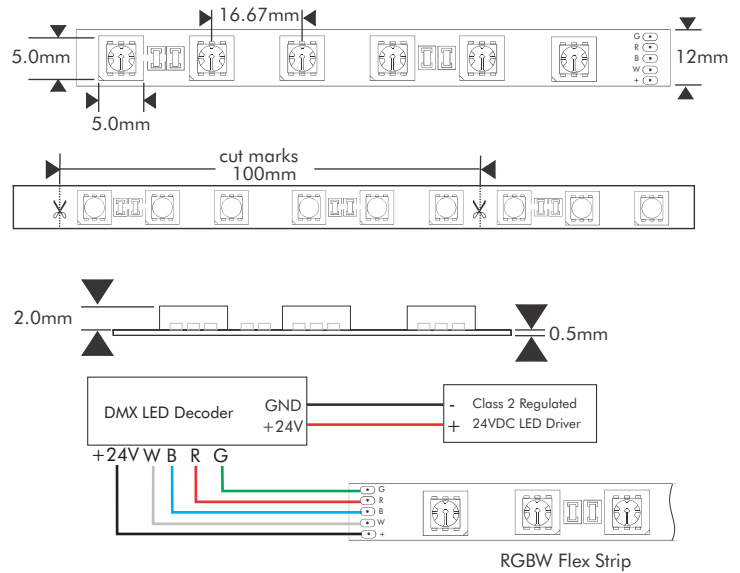 16.67mm
5.0mm
5.0mm
G
R
B
W
+
12mm
cut marks
100mm
2.0mm
0.5mm
DMX LED Decoder
GND
+24V
-
+
Class 2 Regulated
24VDC LED Driver
+24V W B R G
G
R
B
W
+
RGBW Flex Strip